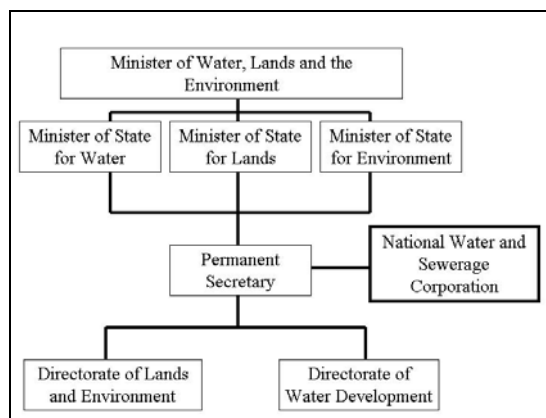 Minister of Water, Lands and the
Environment
Minister of State
for Water
Minister of State
for Lands
Minister of State
for Environment
Permanent
Secretary
National Water and
Sewerage
Corporation
Directorate of Lands
and Environment
Directorate of
Water Development